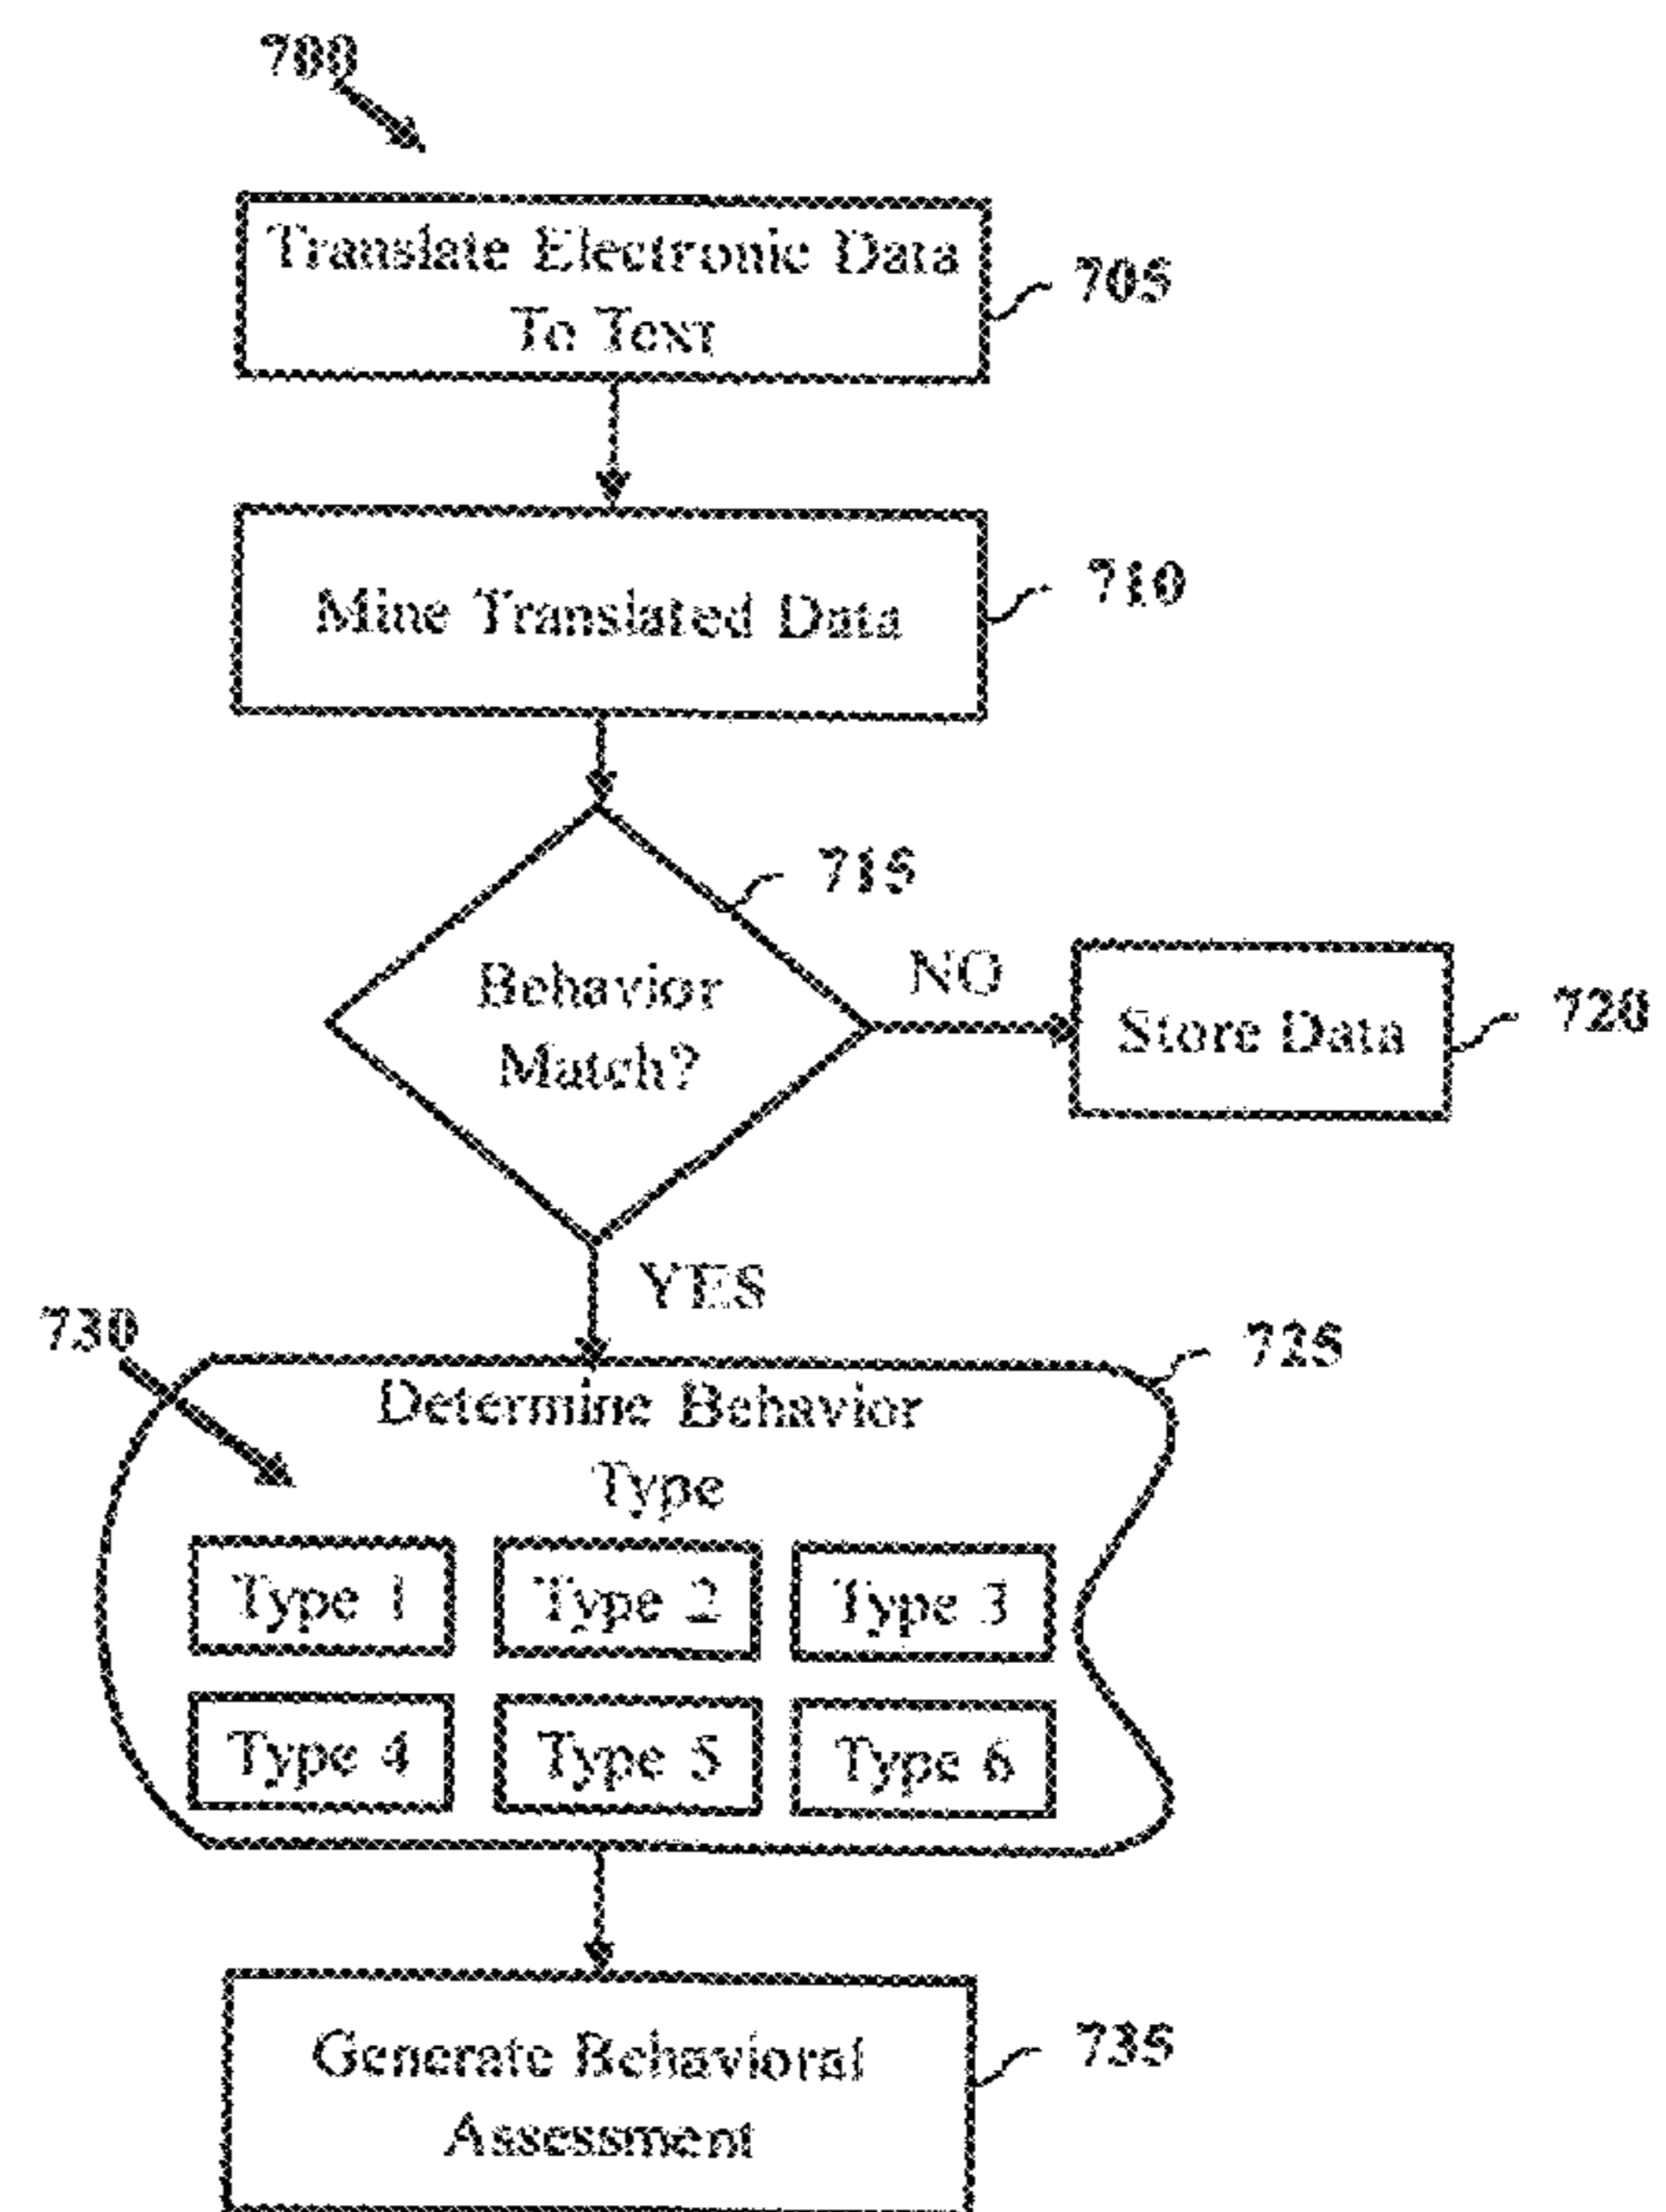 700
Translate Electronic Data
To Text
705
Mine Translated Data
710
715
Behavior
Match?
NO
Store Data
720
YES
730
725
Determine Behavior
Type
Type 1
Type 2
Type 3
Type 4
Type 5
Type 6
Generate Behavioral
Assessment
735